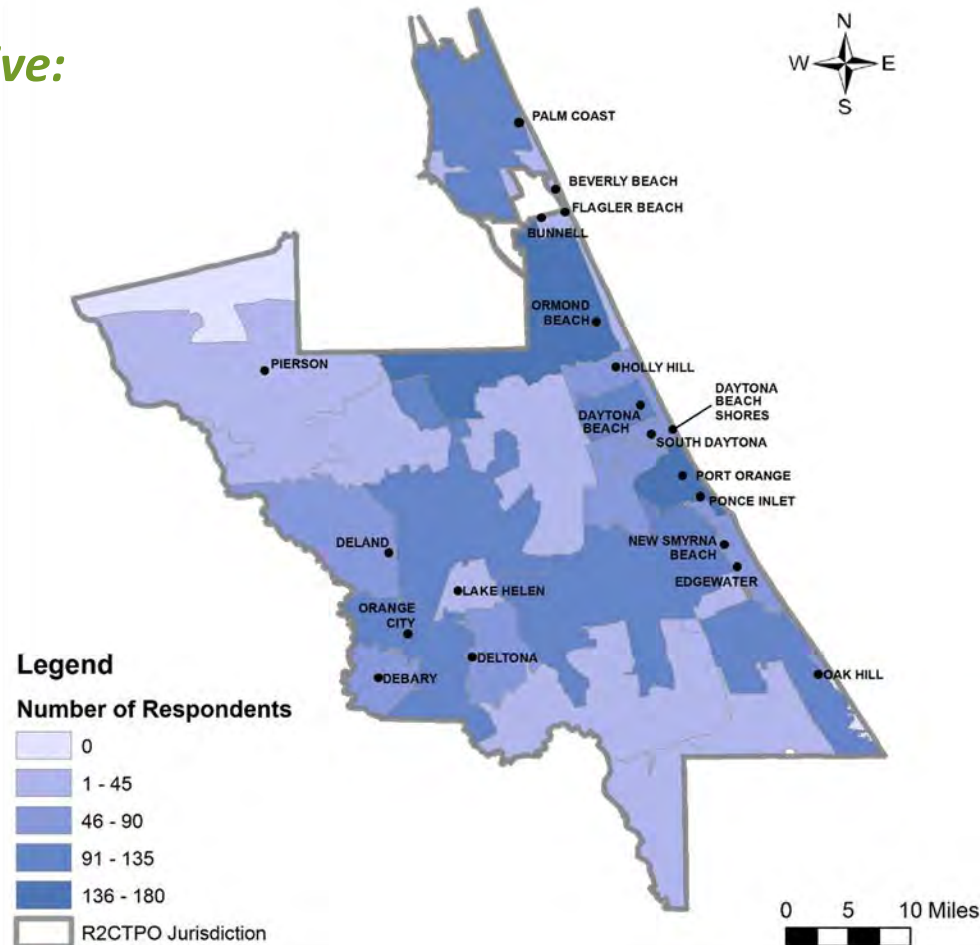 ive:
N
W E
S
PALM COAST
BEVERLY BEACH
FLAGLER BEACH
BUNNELL
ORMOND
BEACH
PIERSON
HOLLY HILL
DAYTONA
BEACH
SHORES
DAYTONA
BEACH
SOUTH DAYTONA
PORT ORANGE
PONCE INLET
DELAND
NEW SMYRNA
BEACH
EDGEWATER
LAKE HELEN
ORANGE
CITY
DELTONA
DEBARY
OAK HILL
Legend
Number of Respondents
0
1 - 45
46 - 90
91 - 135
136 - 180
R2CTPO Jurisdiction
0 5 10 Miles